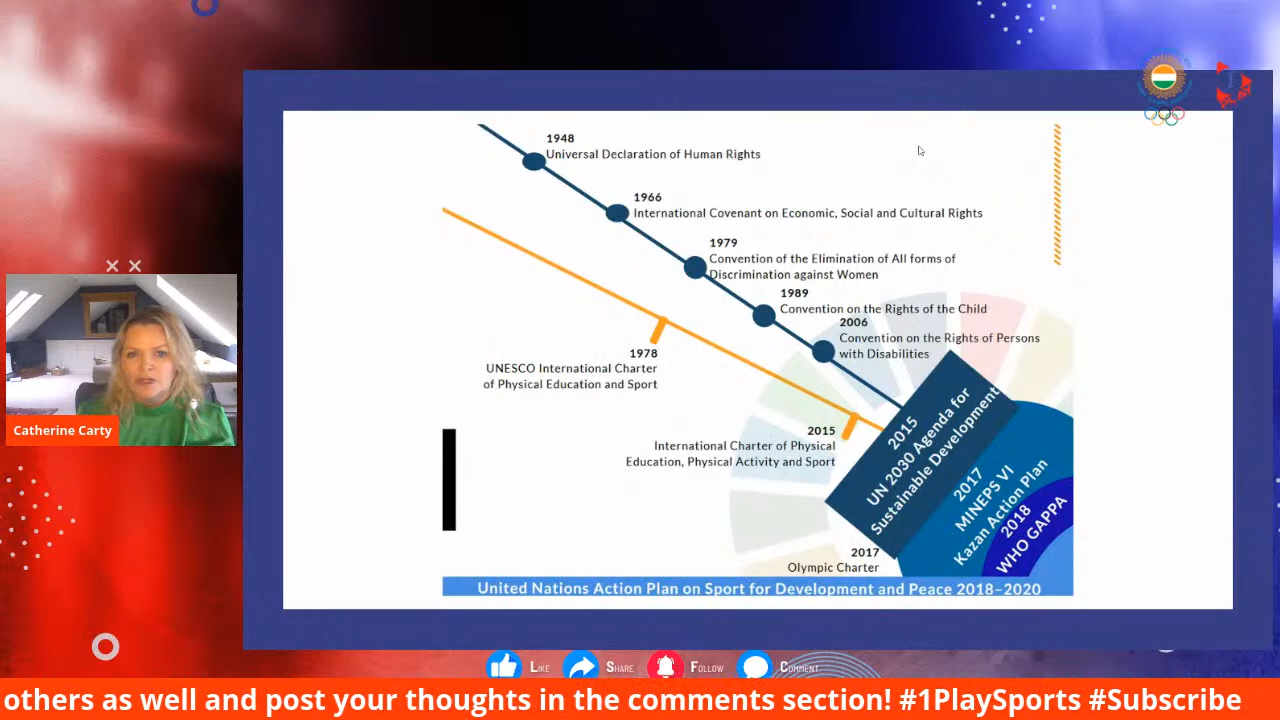 1948
Universal Declaration of Human Rights
1966
International Covenant on Economic, Social and Cultural Rights
1979
Convention of the Elimination of All forms of
Discrimination against Women
1989
Convention on the Rights of the Child
2006
Convention on the Rights of Persons
with Disabilities
1978
UNESCO International Charter
of Physical Education and Sport
2015
International Charter of Physical
Education, Physical Activity and Sport
2015
UN 2030 Agenda for
Sustainable Development
2017
MINEPS VI
Kazan Action Plan
2018
WHO GAPPA
2017
Olympic Charter
United Nations Action Plan on Sport for Development and Peace 2018–2020
Catherine Carty
Like
Share
Follow
Comment
others as well and post your thoughts in the comments section! #1PlaySports #Subscribe